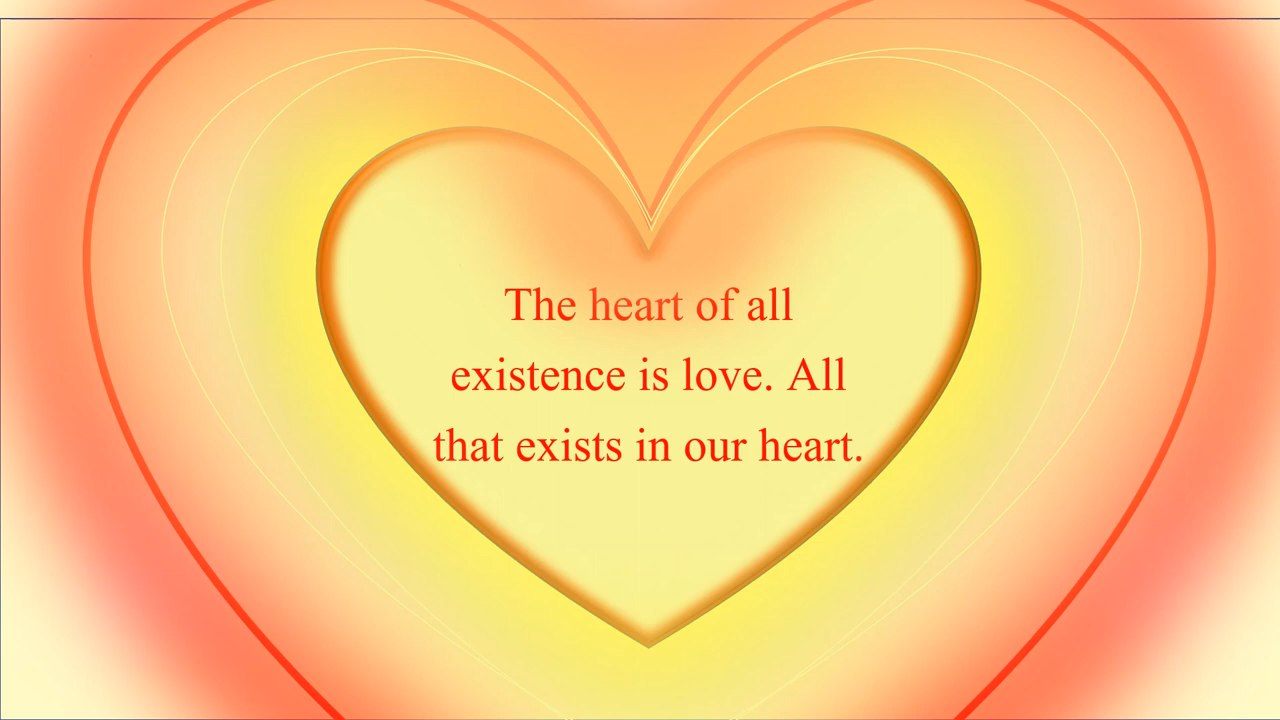 The heart of all
existence is love. All
that exists in our heart.